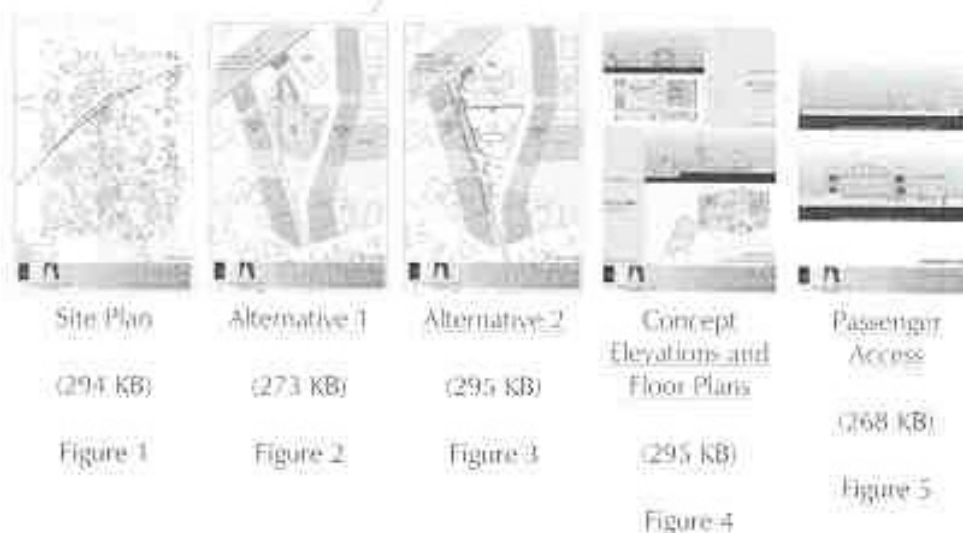 Site Plan
(294 KB)
Figure 1
Alternative 1
(273 KB)
Figure 2
Alternative 2
(295 KB)
Figure 3
Concept
Elevations and
Floor Plans
(295 KB)
Figure 4
Passenger
Access
(268 KB)
Figure 5